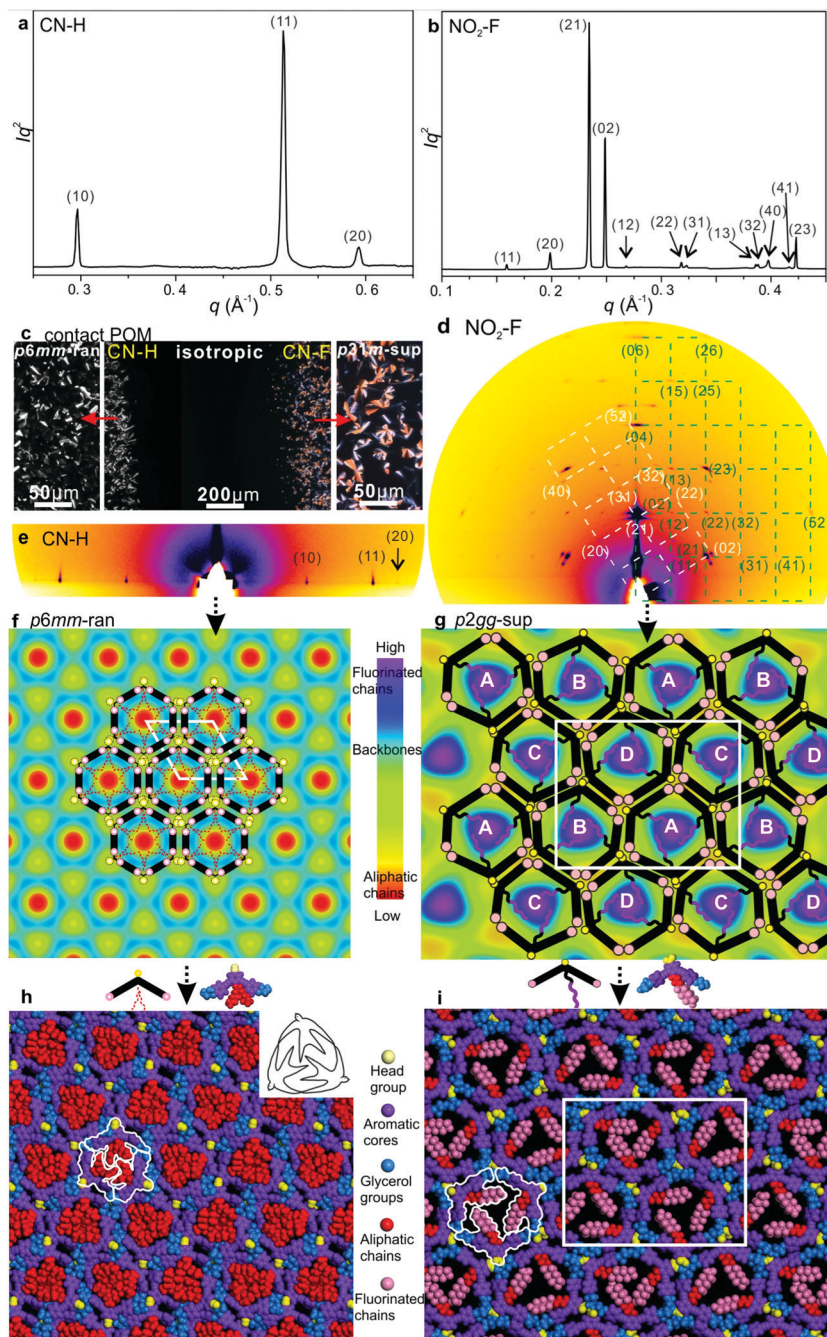 a CN-H
(11)
(10)
(20)
Iq²
0.3 0.4 0.5 0.6
q (Å⁻¹)
b NO₂-F
(21)
(02)
(11)
(20)
(12)
(22)
(31)
(13)
(32)
(40)
(41)
(23)
Iq²
0.1 0.2 0.3 0.4
q (Å⁻¹)
c contact POM
p6mm-ran CN-H isotropic CN-F p31m-sup
50μm 200μm 50μm
d NO₂-F
(06) (26)
(15) (25)
(52)
(04)
(23)
(32) (13)
(40)
(31) (02) (22)
(21) (12) (22) (32) (52)
(20) (21) (02)
(11) (31) (41)
e CN-H
(20)
(10) (11)
f p6mm-ran
High
Fluorinated
chains
Backbones
Aliphatic
chains
Low
g p2gg-sup
A B A B
C D C D
A B A B
C D C D
h
Head
group
Aromatic
cores
Glycerol
groups
Aliphatic
chains
Fluorinated
chains
i